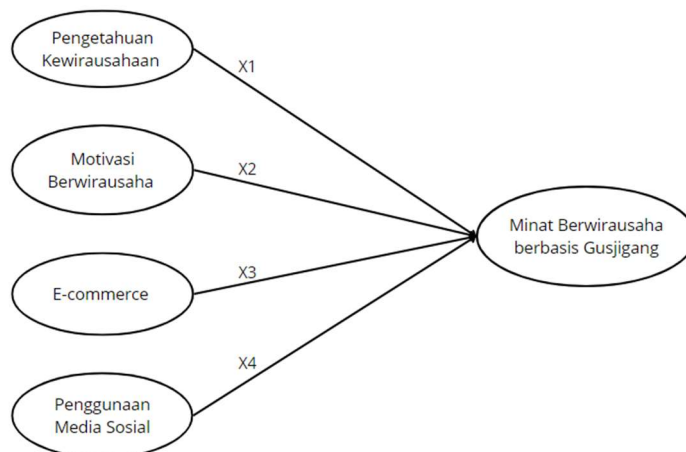 Pengetahuan
Kewirausahaan
X1
Motivasi
Berwirausaha
X2
Minat Berwirausaha
berbasis Gusjigang
E-commerce
X3
X4
Penggunaan
Media Sosial